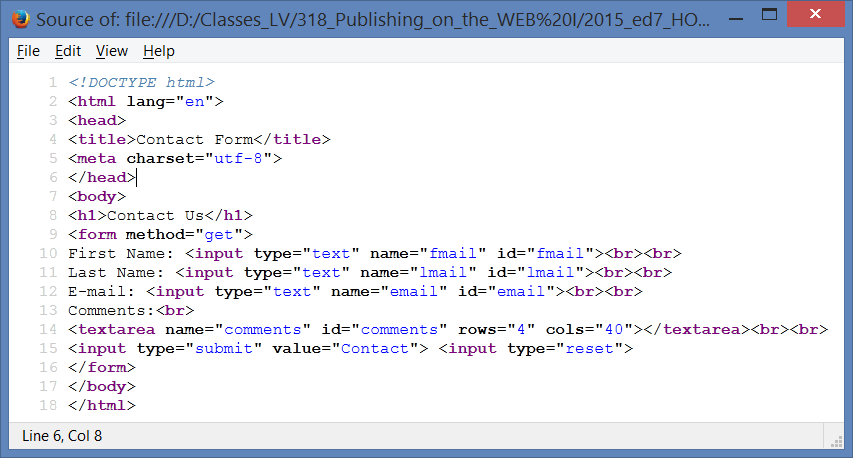 Source of: file:///D:/Classes_LV/318_Publishing_on_the_WEB%20I/2015_ed7_HO...
File Edit View Help
1 <!DOCTYPE html>
2 <html lang="en">
3 <head>
4 <title>Contact Form</title>
5 <meta charset="utf-8">
6 </head>
7 <body>
8 <h1>Contact Us</h1>
9 <form method="get">
10 First Name: <input type="text" name="fmail" id="fmail"><br><br>
11 Last Name: <input type="text" name="lmail" id="lmail"><br><br>
12 E-mail: <input type="text" name="email" id="email"><br><br>
13 Comments:<br>
14 <textarea name="comments" id="comments" rows="4" cols="40"></textarea><br><br>
15 <input type="submit" value="Contact"> <input type="reset">
16 </form>
17 </body>
18 </html>
Line 6, Col 8